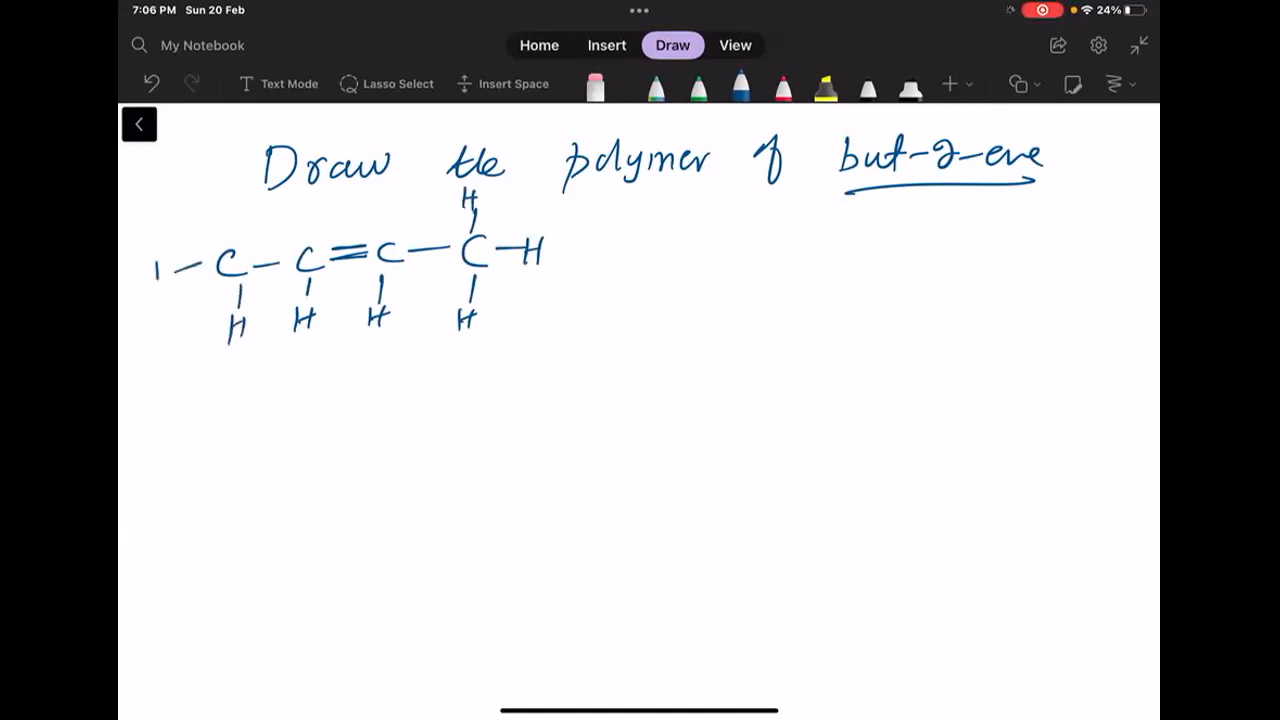 7:06 PM Sun 20 Feb
24%
My Notebook
Home Insert Draw View
Text Mode Lasso Select Insert Space
Draw the polymer of but-2-ene
H
C - C = C - C - H
H H H H